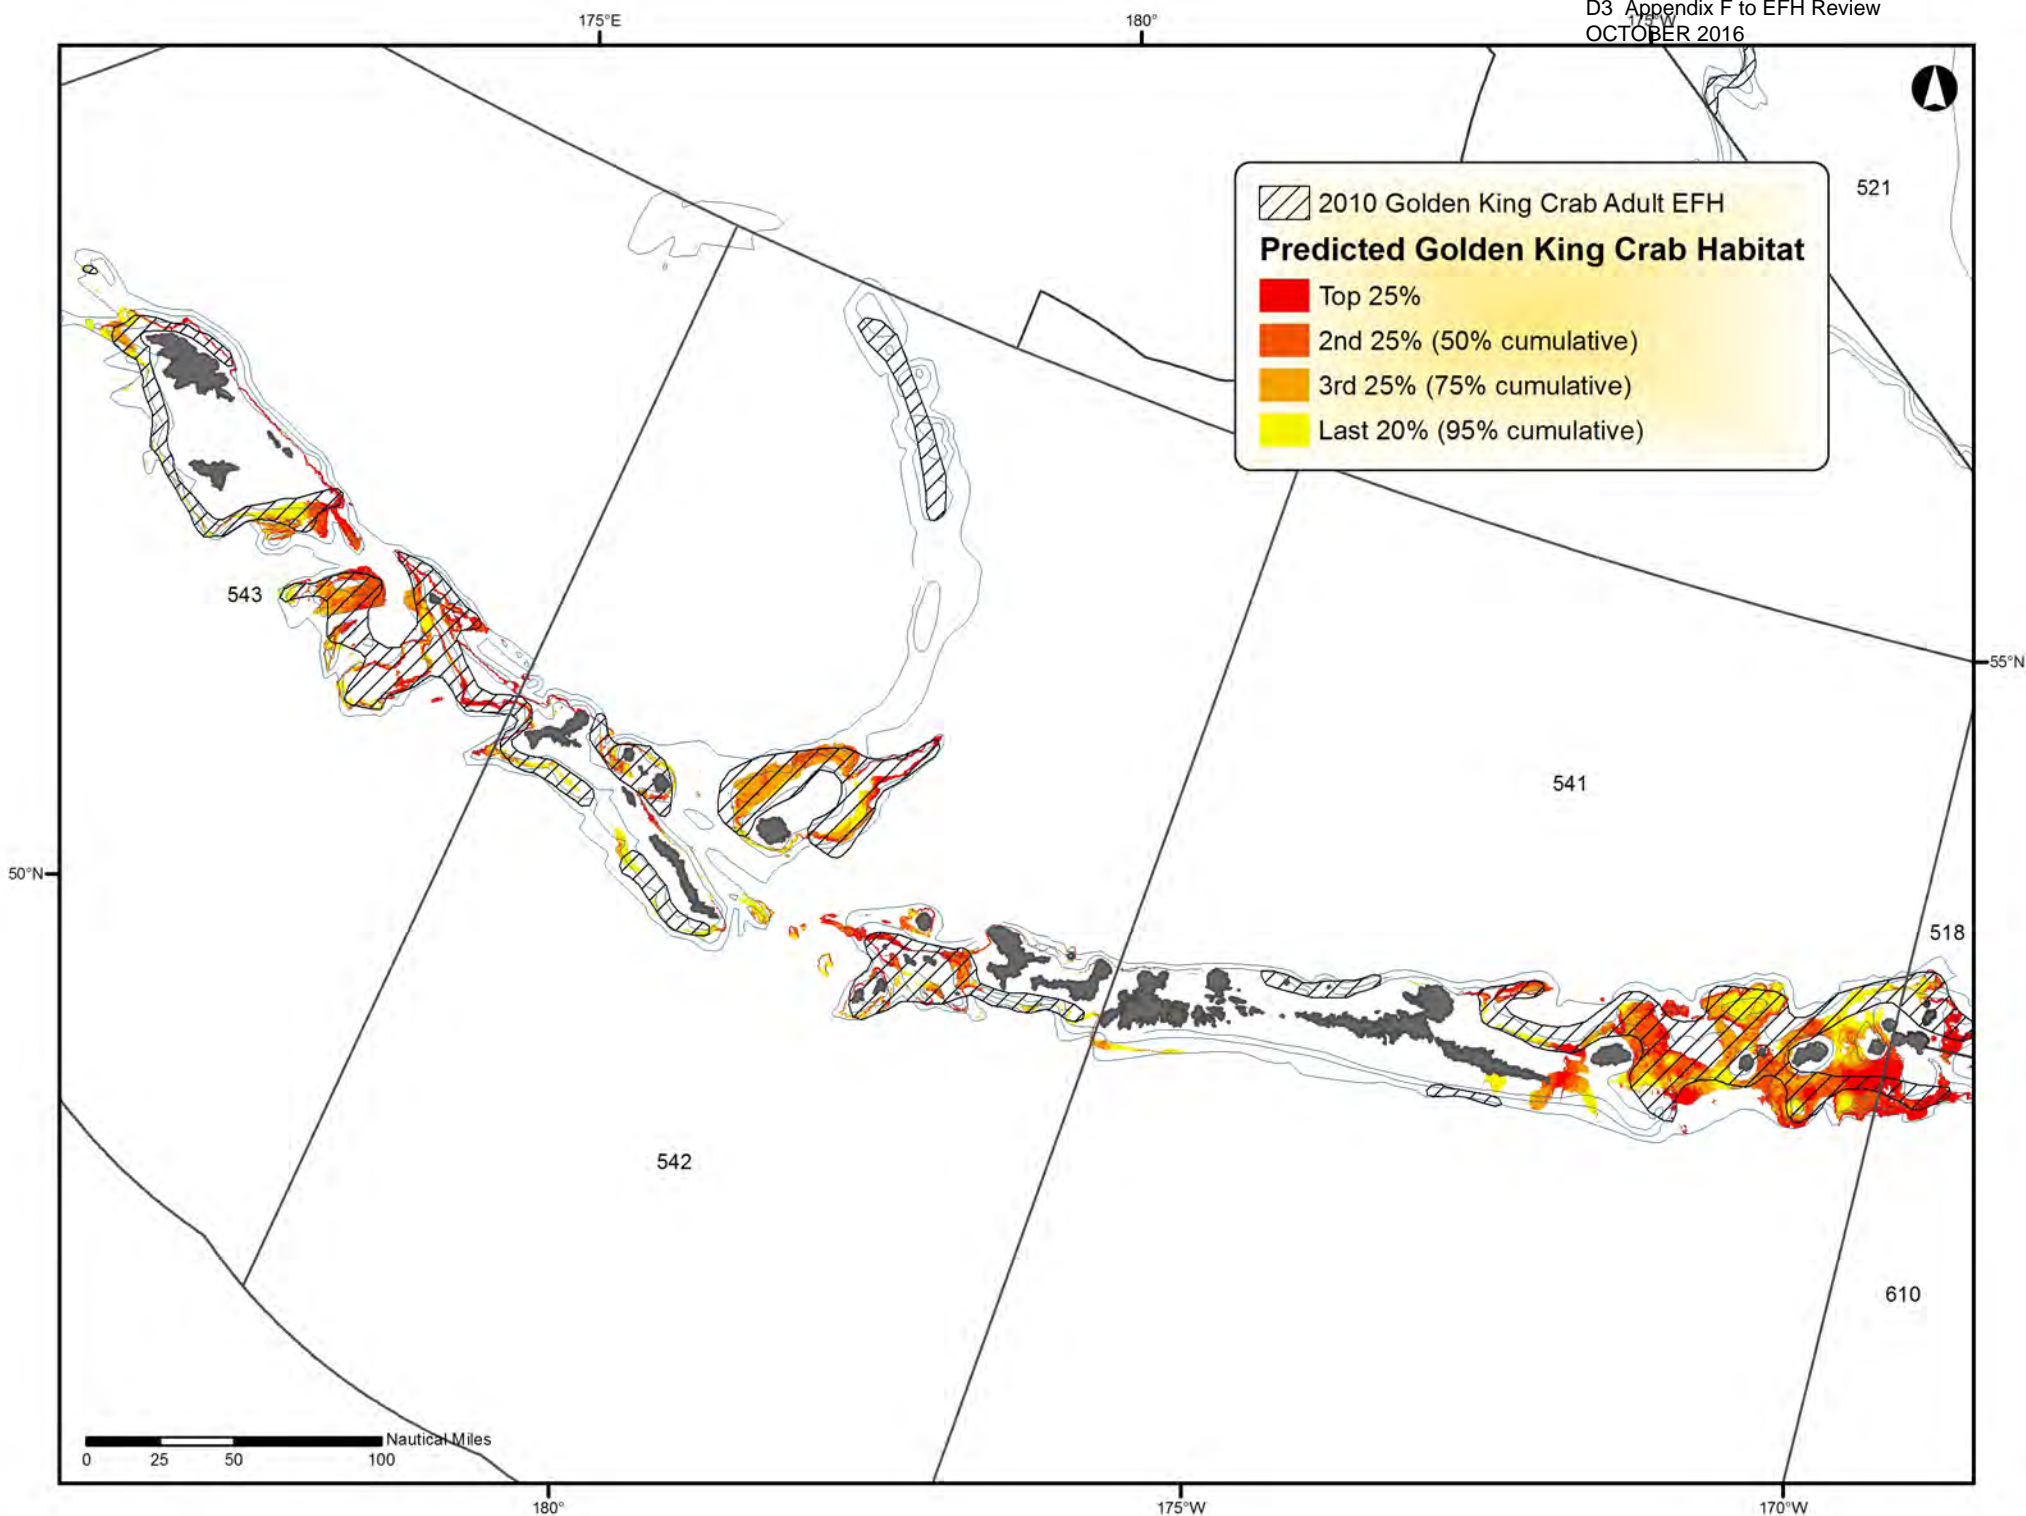 D3 Appendix F to EFH Review
OCTOBER 2016
175°E
180°
175°W
521
2010 Golden King Crab Adult EFH
Predicted Golden King Crab Habitat
Top 25%
2nd 25% (50% cumulative)
3rd 25% (75% cumulative)
Last 20% (95% cumulative)
543
55°N
541
50°N
518
542
610
Nautical Miles
0 25 50 100
180°
175°W
170°W